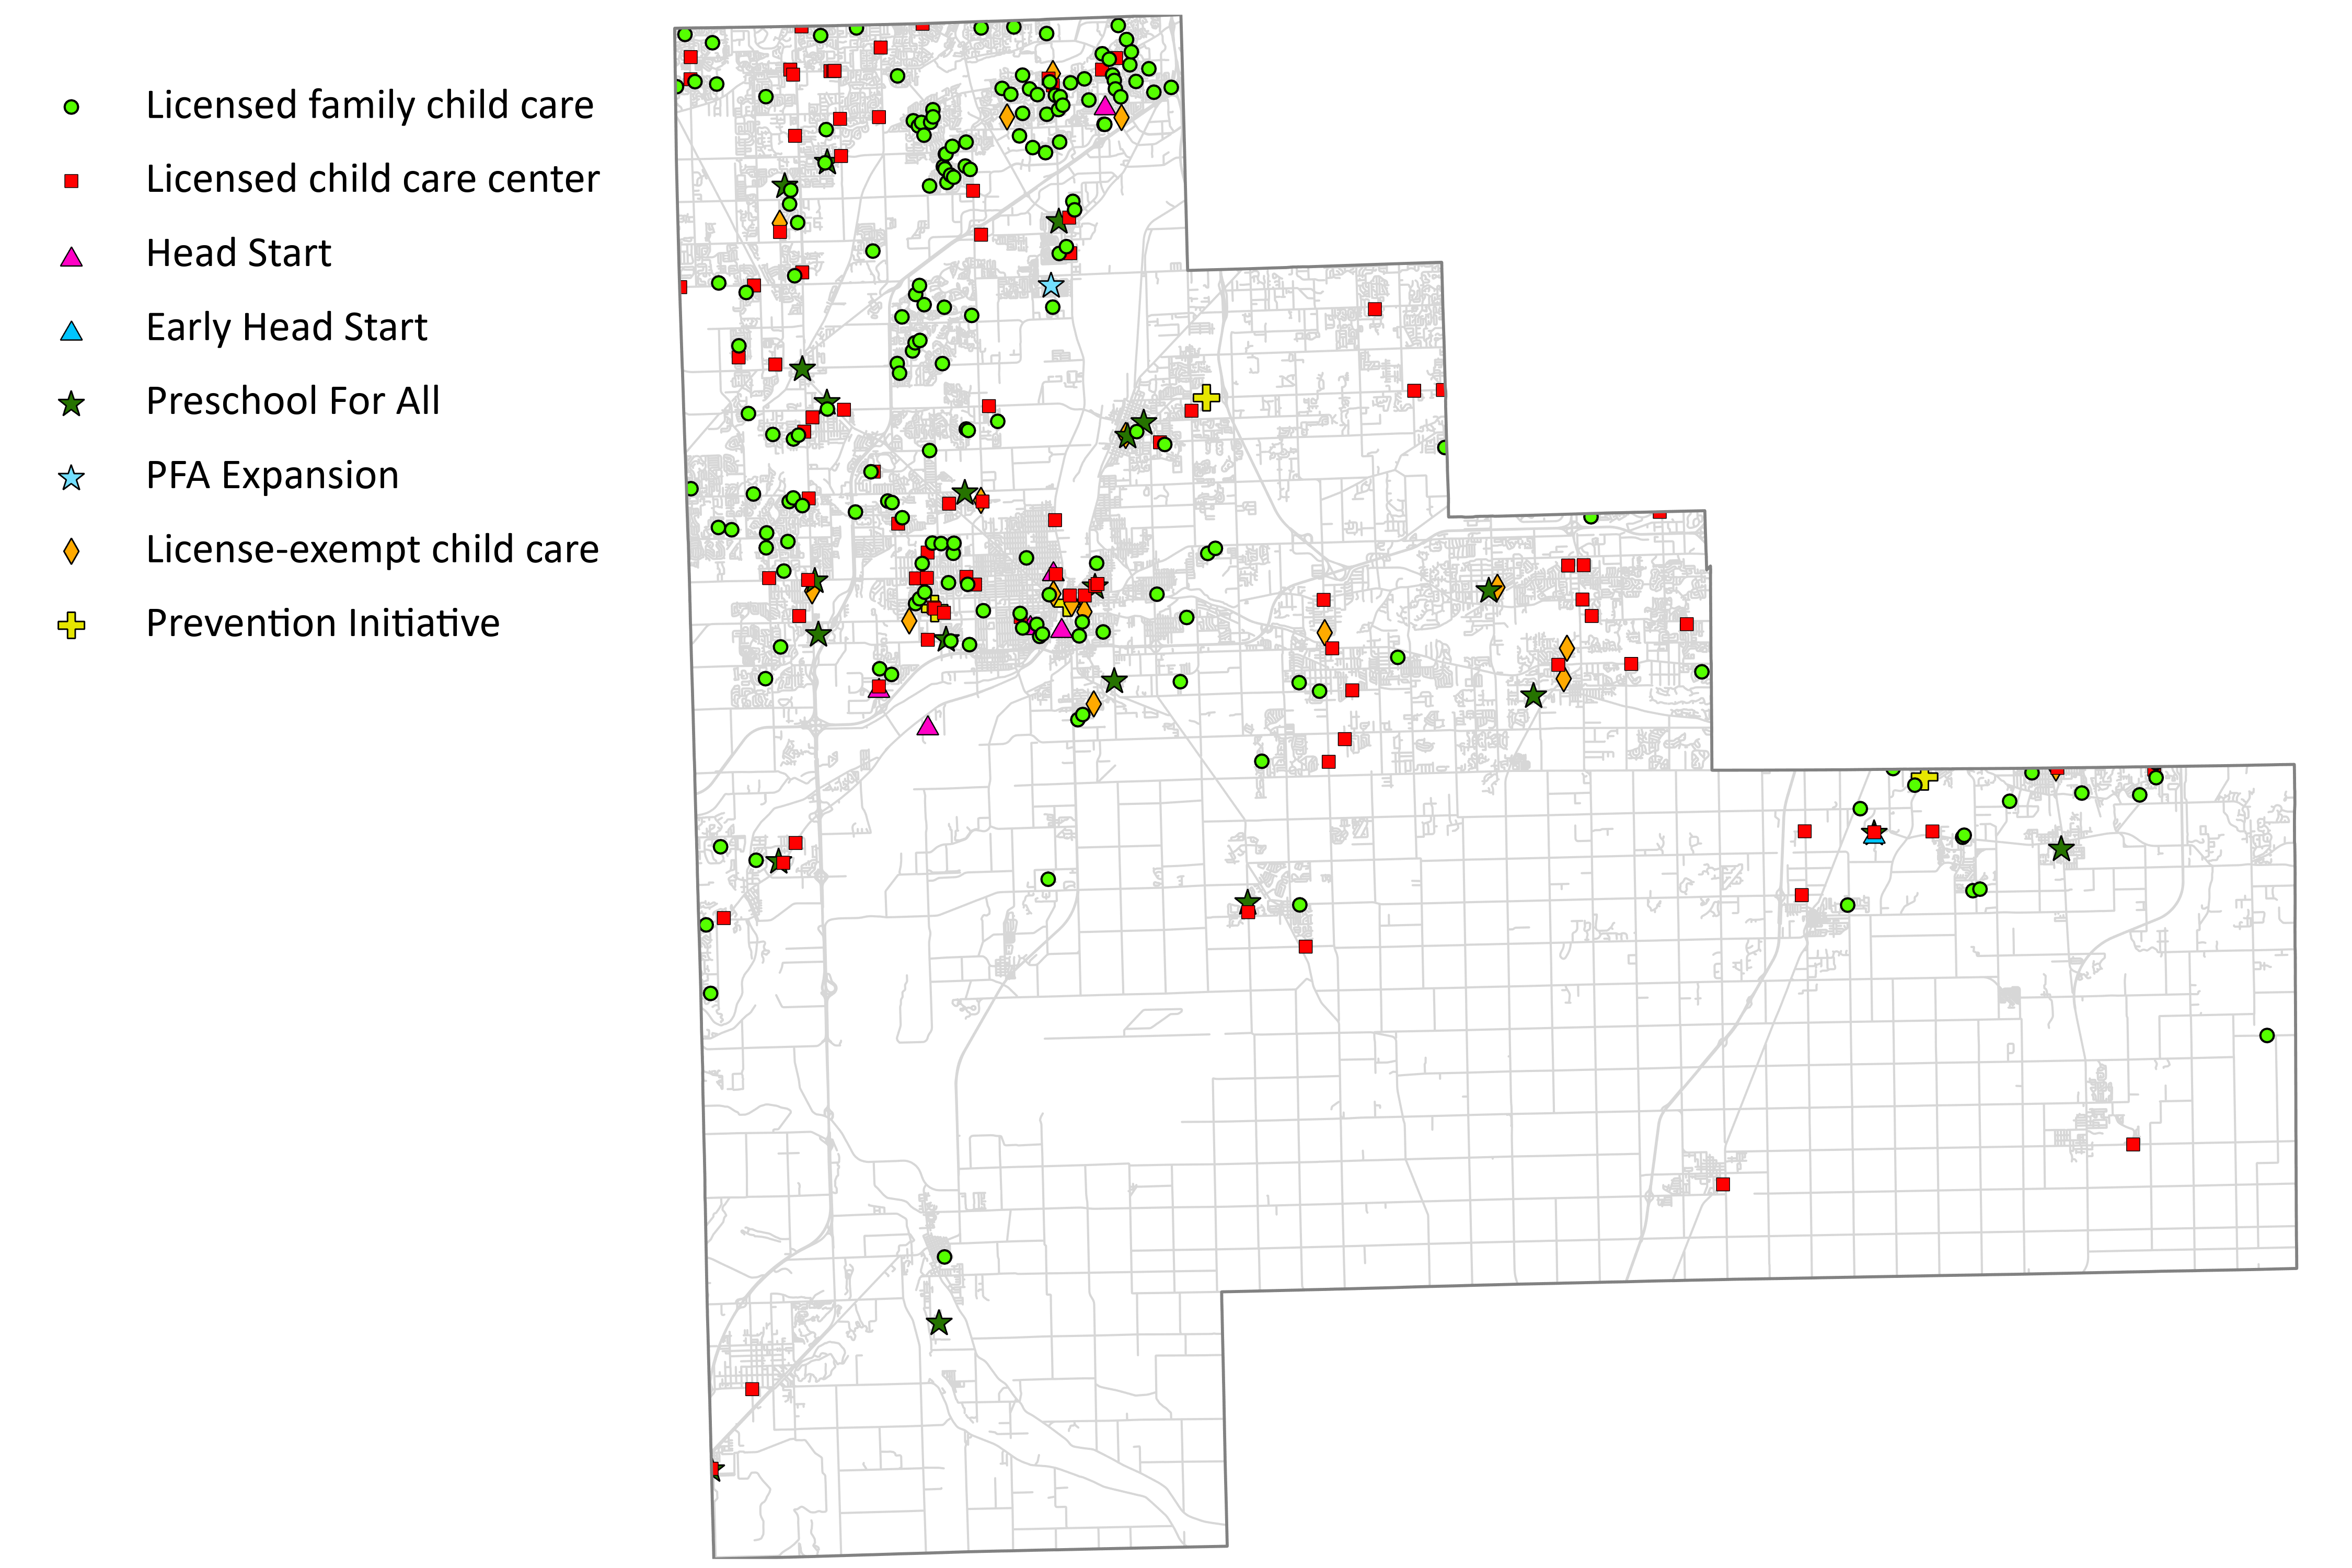 Licensed family child care
Licensed child care center
Head Start
Early Head Start
Preschool For All
PFA Expansion
License-exempt child care
Prevention Initiative